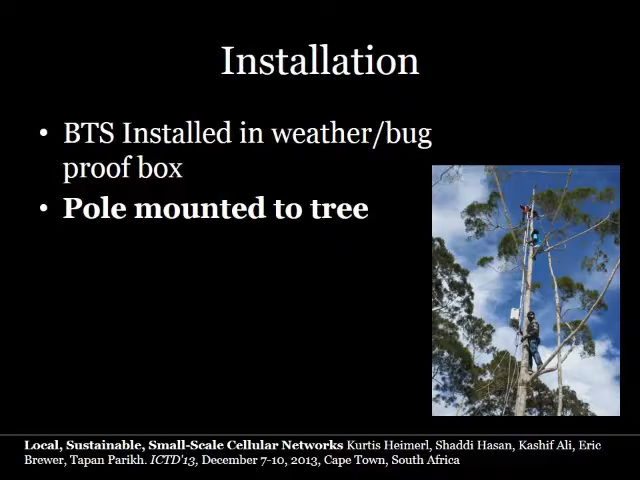 Installation
• BTS Installed in weather/bug
proof box
• Pole mounted to tree
Local, Sustainable, Small-Scale Cellular Networks Kurtis Heimerl, Shaddi Hasan, Kashif Ali, Eric
Brewer, Tapan Parikh. ICTD'13, December 7-10, 2013, Cape Town, South Africa